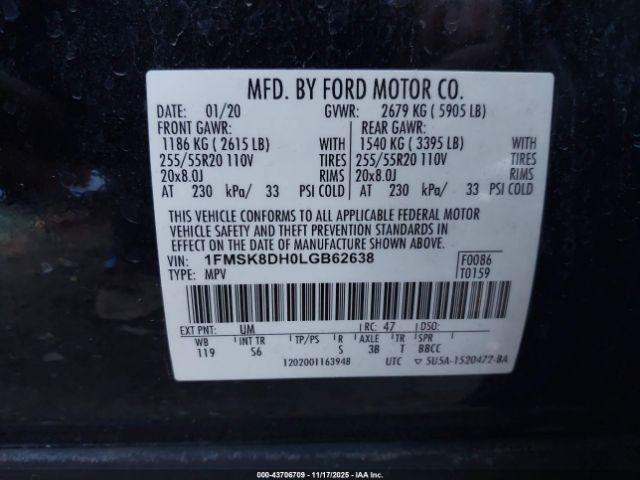 MFD. BY FORD MOTOR CO.
DATE: 01/20 GVWR: 2679 KG ( 5905 LB)
FRONT GAWR: REAR GAWR:
1186 KG ( 2615 LB) WITH 1540 KG ( 3395 LB) WITH
255/55R20 110V TIRES 255/55R20 110V TIRES
20x8.0J RIMS 20x8.0J RIMS
AT 230 kPa/ 33 PSI COLD AT 230 kPa/ 33 PSI COLD
THIS VEHICLE CONFORMS TO ALL APPLICABLE FEDERAL MOTOR
VEHICLE SAFETY AND THEFT PREVENTION STANDARDS IN
EFFECT ON THE DATE OF MANUFACTURE SHOWN ABOVE.
VIN: 1FMSK8DH0LGB62638 F0086
TYPE: MPV T0159
EXT PNT: UM RC: 47 DSO:
WB INT TR TP/PS R AXLE TR SPR
119 S6 S 3B T BBCC
1202001163948 UTC ▽ 5U5A-1520472-BA
000-43706709 - 11/17/2025 - IAAI.COM